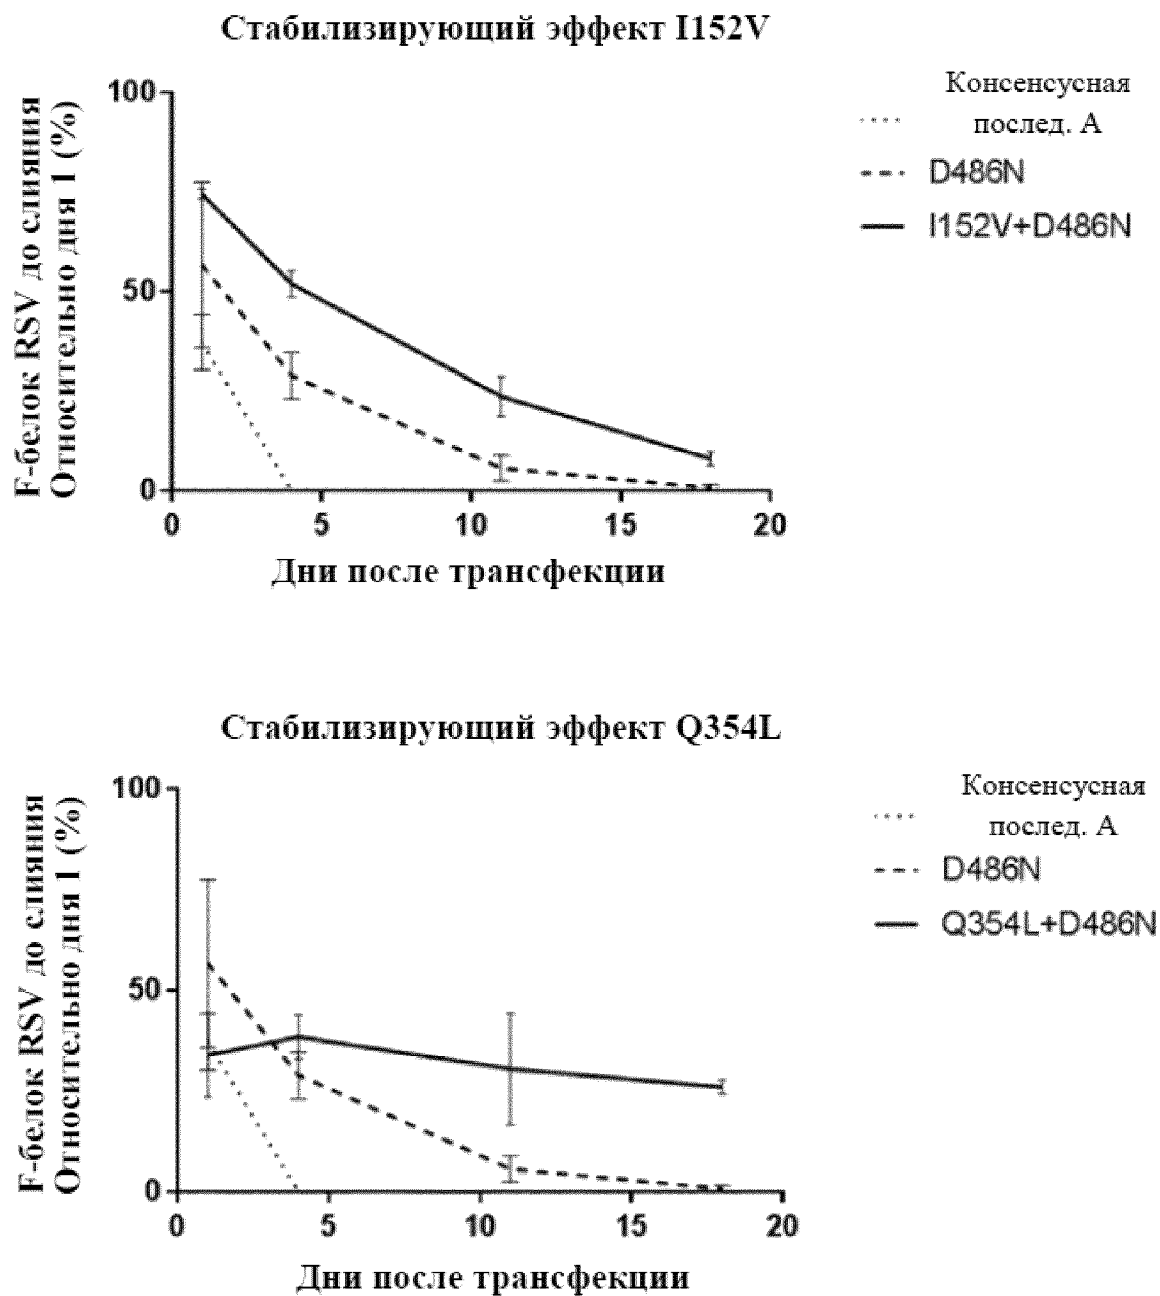 Стабилизирующий эффект I152V
F-белок RSV до слияния
Относительно дня 1 (%)
100
50
0
0 5 10 15 20
Дни после трансфекции
Консенсусная
послед. А
D486N
I152V+D486N
Стабилизирующий эффект Q354L
F-белок RSV до слияния
Относительно дня 1 (%)
100
50
0
0 5 10 15 20
Дни после трансфекции
Консенсусная
послед. А
D486N
Q354L+D486N